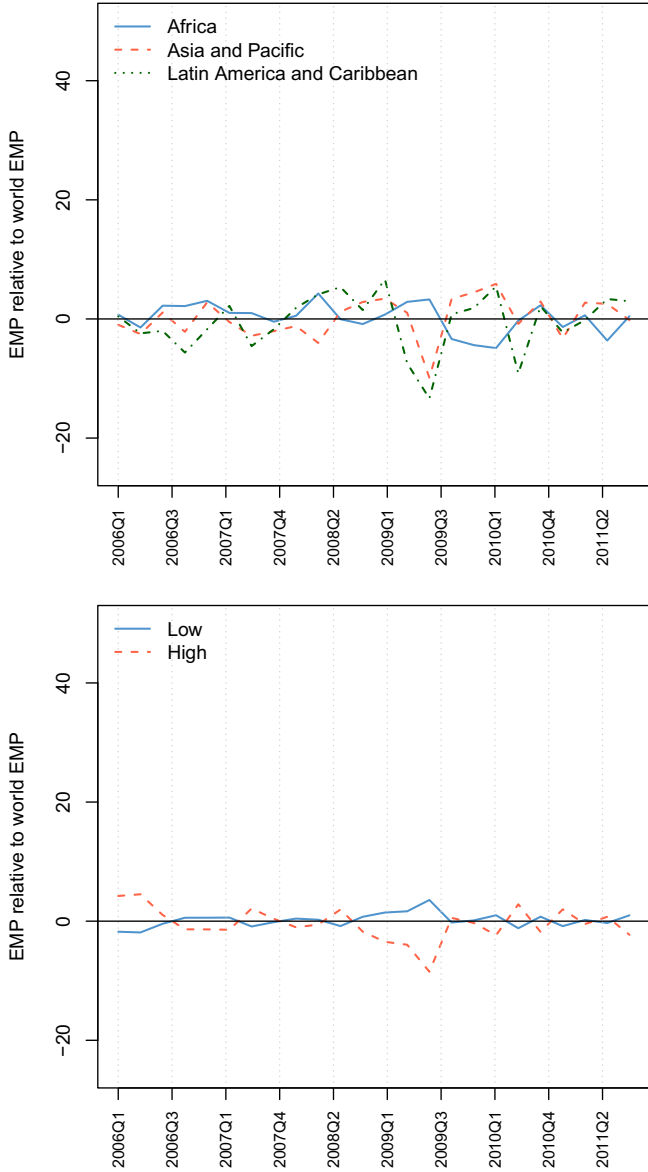 Africa
Asia and Pacific
Latin America and Caribbean
EMP relative to world EMP
40
20
0
−20
2006Q1
2006Q3
2007Q1
2007Q4
2008Q2
2009Q1
2009Q3
2010Q1
2010Q4
2011Q2
Low
High
EMP relative to world EMP
40
20
0
−20
2006Q1
2006Q3
2007Q1
2007Q4
2008Q2
2009Q1
2009Q3
2010Q1
2010Q4
2011Q2